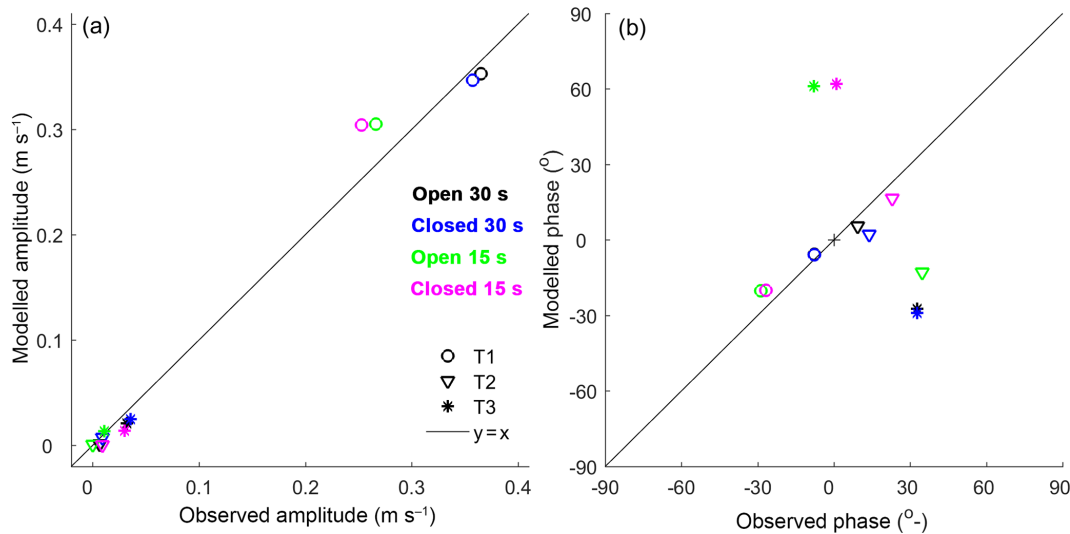 (a)
0.4
0.3
0.2
0.1
0
0
0.1
0.2
0.3
0.4
Modelled amplitude (m s⁻¹)
Observed amplitude (m s⁻¹)
Open 30 s
Closed 30 s
Open 15 s
Closed 15 s
T1
T2
T3
y = x
(b)
90
60
30
0
-30
-60
-90
-90
-60
-30
0
30
60
90
Modelled phase (°)
Observed phase (°-)